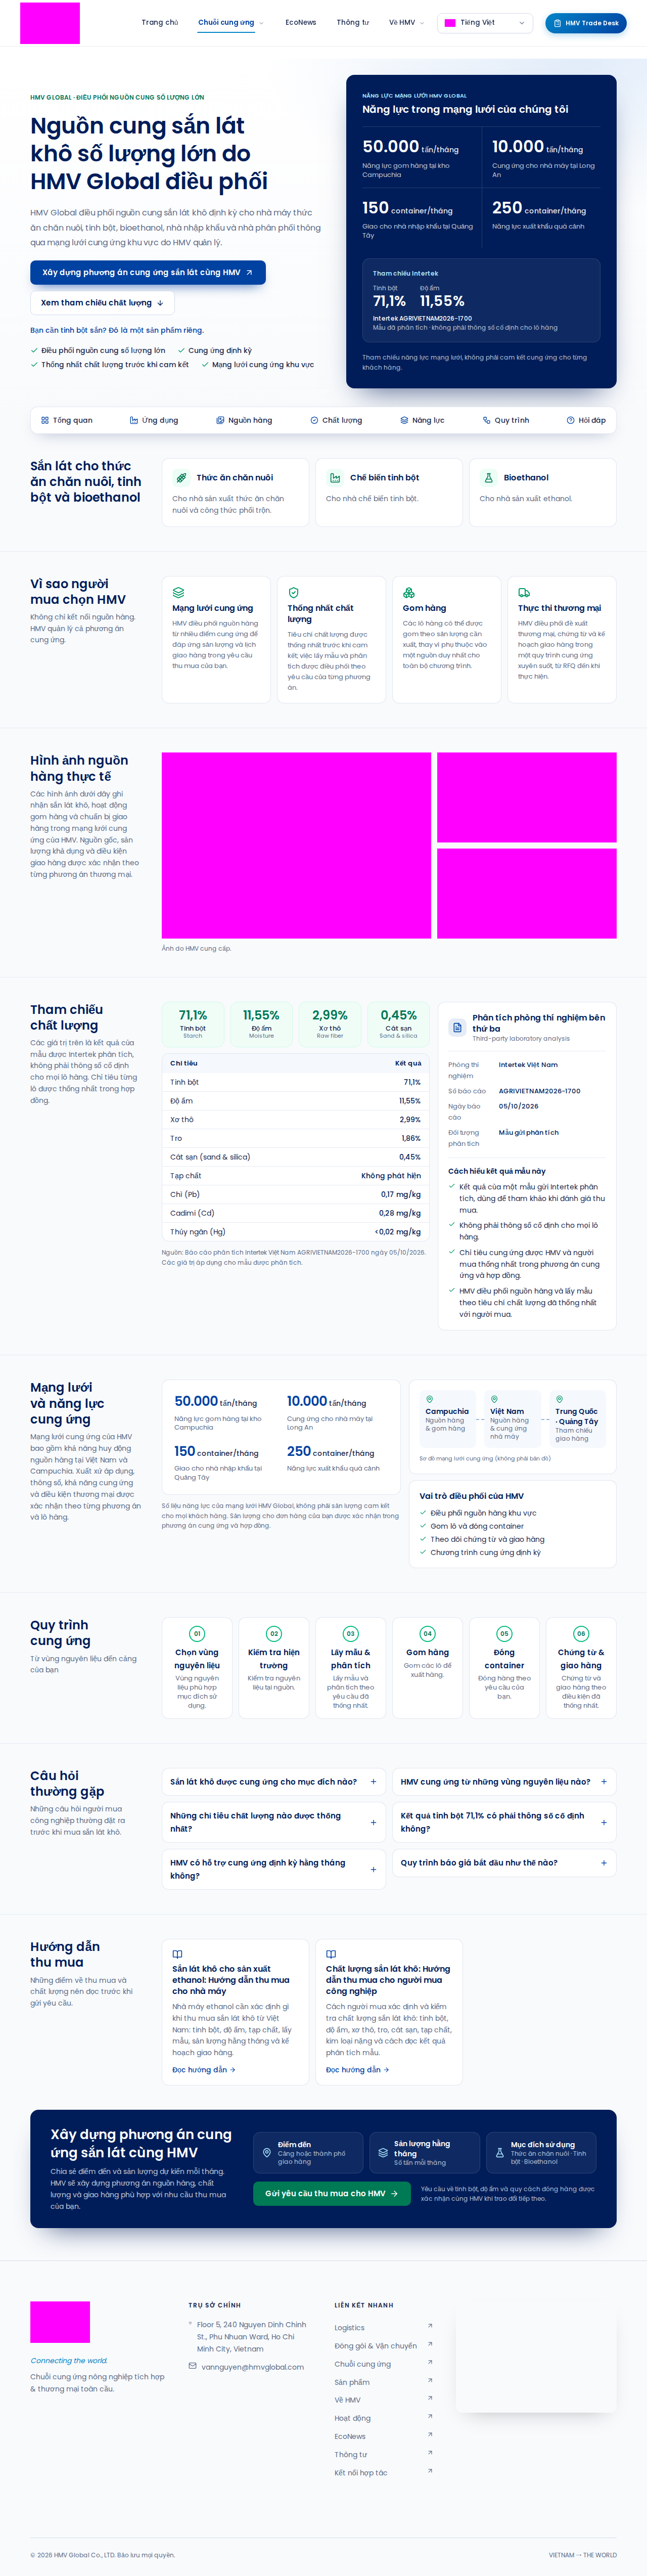 Trang chủ
Chuỗi cung ứng
EcoNews
Thông tư
Về HMV
Tiếng Việt
HMV Trade Desk
HMV GLOBAL · ĐIỀU PHỐI NGUỒN CUNG SỐ LƯỢNG LỚN
Nguồn cung sắn lát
khô số lượng lớn do
HMV Global điều phối
HMV Global điều phối nguồn cung sắn lát khô định kỳ cho nhà máy thức
ăn chăn nuôi, tinh bột, bioethanol, nhà nhập khẩu và nhà phân phối thông
qua mạng lưới cung ứng khu vực do HMV quản lý.
Xây dựng phương án cung ứng sắn lát cùng HMV
Xem tham chiếu chất lượng
Bạn cần tinh bột sắn? Đó là một sản phẩm riêng.
Điều phối nguồn cung số lượng lớn
Cung ứng định kỳ
Thống nhất chất lượng trước khi cam kết
Mạng lưới cung ứng khu vực
NĂNG LỰC MẠNG LƯỚI HMV GLOBAL
Năng lực trong mạng lưới của chúng tôi
50.000 tấn/tháng
Năng lực gom hàng tại kho
Campuchia
10.000 tấn/tháng
Cung ứng cho nhà máy tại Long
An
150 container/tháng
Giao cho nhà nhập khẩu tại Quảng
Tây
250 container/tháng
Năng lực xuất khẩu quá cảnh
Tham chiếu Intertek
Tinh bột
71,1%
Độ ẩm
11,55%
Intertek AGRIVIETNAM2026-1700
Mẫu đã phân tích · không phải thông số cố định cho lô hàng
Tham chiếu năng lực mạng lưới, không phải cam kết cung ứng cho từng
khách hàng.
Tổng quan
Ứng dụng
Nguồn hàng
Chất lượng
Năng lực
Quy trình
Hỏi đáp
Sắn lát cho thức
ăn chăn nuôi, tinh
bột và bioethanol
Thức ăn chăn nuôi
Cho nhà sản xuất thức ăn chăn
nuôi và công thức phối trộn.
Chế biến tinh bột
Cho nhà chế biến tinh bột.
Bioethanol
Cho nhà sản xuất ethanol.
Vì sao người
mua chọn HMV
Không chỉ kết nối nguồn hàng.
HMV quản lý cả phương án
cung ứng.
Mạng lưới cung ứng
HMV điều phối nguồn hàng
từ nhiều điểm cung ứng để
đáp ứng sản lượng và lịch
giao hàng trong yêu cầu
thu mua của bạn.
Thống nhất chất
lượng
Tiêu chí chất lượng được
thống nhất trước khi cam
kết; việc lấy mẫu và phân
tích được điều phối theo
yêu cầu của từng phương
án.
Gom hàng
Các lô hàng có thể được
gom theo sản lượng cần
xuất, thay vì phụ thuộc vào
một nguồn duy nhất cho
toàn bộ chương trình.
Thực thi thương mại
HMV điều phối đề xuất
thương mại, chứng từ và kế
hoạch giao hàng trong
một quy trình cung ứng
xuyên suốt, từ RFQ đến khi
thực hiện.
Hình ảnh nguồn
hàng thực tế
Các hình ảnh dưới đây ghi
nhận sắn lát khô, hoạt động
gom hàng và chuẩn bị giao
hàng trong mạng lưới cung
ứng của HMV. Nguồn gốc, sản
lượng khả dụng và điều kiện
giao hàng được xác nhận theo
từng phương án thương mại.
Ảnh do HMV cung cấp.
Tham chiếu
chất lượng
Các giá trị trên là kết quả của
mẫu được Intertek phân tích,
không phải thông số cố định
cho mọi lô hàng. Chỉ tiêu từng
lô được thống nhất trong hợp
đồng.
71,1%
Tinh bột
Starch
11,55%
Độ ẩm
Moisture
2,99%
Xơ thô
Raw fiber
0,45%
Cát sạn
Sand & silica
Chỉ tiêu
Kết quả
Tinh bột
71,1%
Độ ẩm
11,55%
Xơ thô
2,99%
Tro
1,86%
Cát sạn (sand & silica)
0,45%
Tạp chất
Không phát hiện
Chì (Pb)
0,17 mg/kg
Cadimi (Cd)
0,28 mg/kg
Thủy ngân (Hg)
<0,02 mg/kg
Nguồn: Báo cáo phân tích Intertek Việt Nam AGRIVIETNAM2026-1700 ngày 05/10/2026.
Các giá trị áp dụng cho mẫu được phân tích.
Phân tích phòng thí nghiệm bên
thứ ba
Third-party laboratory analysis
Phòng thí
nghiệm
Intertek Việt Nam
Số báo cáo
AGRIVIETNAM2026-1700
Ngày báo
cáo
05/10/2026
Đối tượng
phân tích
Mẫu gửi phân tích
Cách hiểu kết quả mẫu này
Kết quả của một mẫu gửi Intertek phân
tích, dùng để tham khảo khi đánh giá thu
mua.
Không phải thông số cố định cho mọi lô
hàng.
Chỉ tiêu cung ứng được HMV và người
mua thống nhất trong phương án cung
ứng và hợp đồng.
HMV điều phối nguồn hàng và lấy mẫu
theo tiêu chí chất lượng đã thống nhất
với người mua.
Mạng lưới
và năng lực
cung ứng
Mạng lưới cung ứng của HMV
bao gồm khả năng huy động
nguồn hàng tại Việt Nam và
Campuchia. Xuất xứ áp dụng,
thông số, khả năng cung ứng
và điều kiện thương mại được
xác nhận theo từng phương án
và lô hàng.
50.000 tấn/tháng
Năng lực gom hàng tại kho
Campuchia
10.000 tấn/tháng
Cung ứng cho nhà máy tại
Long An
150 container/tháng
Giao cho nhà nhập khẩu tại
Quảng Tây
250 container/tháng
Năng lực xuất khẩu quá cảnh
Số liệu năng lực của mạng lưới HMV Global, không phải sản lượng cam kết
cho mọi khách hàng. Sản lượng cho đơn hàng của bạn được xác nhận trong
phương án cung ứng và hợp đồng.
Campuchia
Nguồn hàng
& gom hàng
Việt Nam
Nguồn hàng
& cung ứng
nhà máy
Trung Quốc
· Quảng Tây
Tham chiếu
giao hàng
Sơ đồ mạng lưới cung ứng (không phải bản đồ)
Vai trò điều phối của HMV
Điều phối nguồn hàng khu vực
Gom lô và đóng container
Theo dõi chứng từ và giao hàng
Chương trình cung ứng định kỳ
Quy trình
cung ứng
Từ vùng nguyên liệu đến cảng
của bạn
01
Chọn vùng
nguyên liệu
Vùng nguyên
liệu phù hợp
mục đích sử
dụng.
02
Kiểm tra hiện
trường
Kiểm tra nguyên
liệu tại nguồn.
03
Lấy mẫu &
phân tích
Lấy mẫu và
phân tích theo
yêu cầu đã
thống nhất.
04
Gom hàng
Gom các lô để
xuất hàng.
05
Đóng
container
Đóng hàng theo
yêu cầu của
bạn.
06
Chứng từ &
giao hàng
Chứng từ và
giao hàng theo
điều kiện đã
thống nhất.
Câu hỏi
thường gặp
Những câu hỏi người mua
công nghiệp thường đặt ra
trước khi mua sắn lát khô.
Sắn lát khô được cung ứng cho mục đích nào?
HMV cung ứng từ những vùng nguyên liệu nào?
Những chỉ tiêu chất lượng nào được thống
nhất?
Kết quả tinh bột 71,1% có phải thông số cố định
không?
HMV có hỗ trợ cung ứng định kỳ hằng tháng
không?
Quy trình báo giá bắt đầu như thế nào?
Hướng dẫn
thu mua
Những điểm về thu mua và
chất lượng nên đọc trước khi
gửi yêu cầu.
Sắn lát khô cho sản xuất
ethanol: Hướng dẫn thu mua
cho nhà máy
Nhà máy ethanol cần xác định gì
khi thu mua sắn lát khô từ Việt
Nam: tinh bột, độ ẩm, tạp chất, lấy
mẫu, sản lượng hằng tháng và kế
hoạch giao hàng.
Đọc hướng dẫn →
Chất lượng sắn lát khô: Hướng
dẫn thu mua cho người mua
công nghiệp
Cách người mua xác định và kiểm
tra chất lượng sắn lát khô: tinh bột,
độ ẩm, xơ thô, tro, cát sạn, tạp chất,
kim loại nặng và cách đọc kết quả
phân tích mẫu.
Đọc hướng dẫn →
Xây dựng phương án cung
ứng sắn lát cùng HMV
Chia sẻ điểm đến và sản lượng dự kiến mỗi tháng.
HMV sẽ xây dựng phương án nguồn hàng, chất
lượng và giao hàng phù hợp với nhu cầu thu mua
của bạn.
Điểm đến
Cảng hoặc thành phố
giao hàng
Sản lượng hằng
tháng
Số tấn mỗi tháng
Mục đích sử dụng
Thức ăn chăn nuôi · Tinh
bột · Bioethanol
Gửi yêu cầu thu mua cho HMV →
Yêu cầu về tinh bột, độ ẩm và quy cách đóng hàng được
xác nhận cùng HMV khi trao đổi tiếp theo.
Connecting the world.
Chuỗi cung ứng nông nghiệp tích hợp
& thương mại toàn cầu.
TRỤ SỞ CHÍNH
Floor 5, 240 Nguyen Dinh Chinh
St., Phu Nhuan Ward, Ho Chi
Minh City, Vietnam
vannguyen@hmvglobal.com
LIÊN KẾT NHANH
Logistics
Đóng gói & Vận chuyển
Chuỗi cung ứng
Sản phẩm
Về HMV
Hoạt động
EcoNews
Thông tư
Kết nối hợp tác
© 2026 HMV Global Co., LTD. Bảo lưu mọi quyền.
VIETNAM → THE WORLD